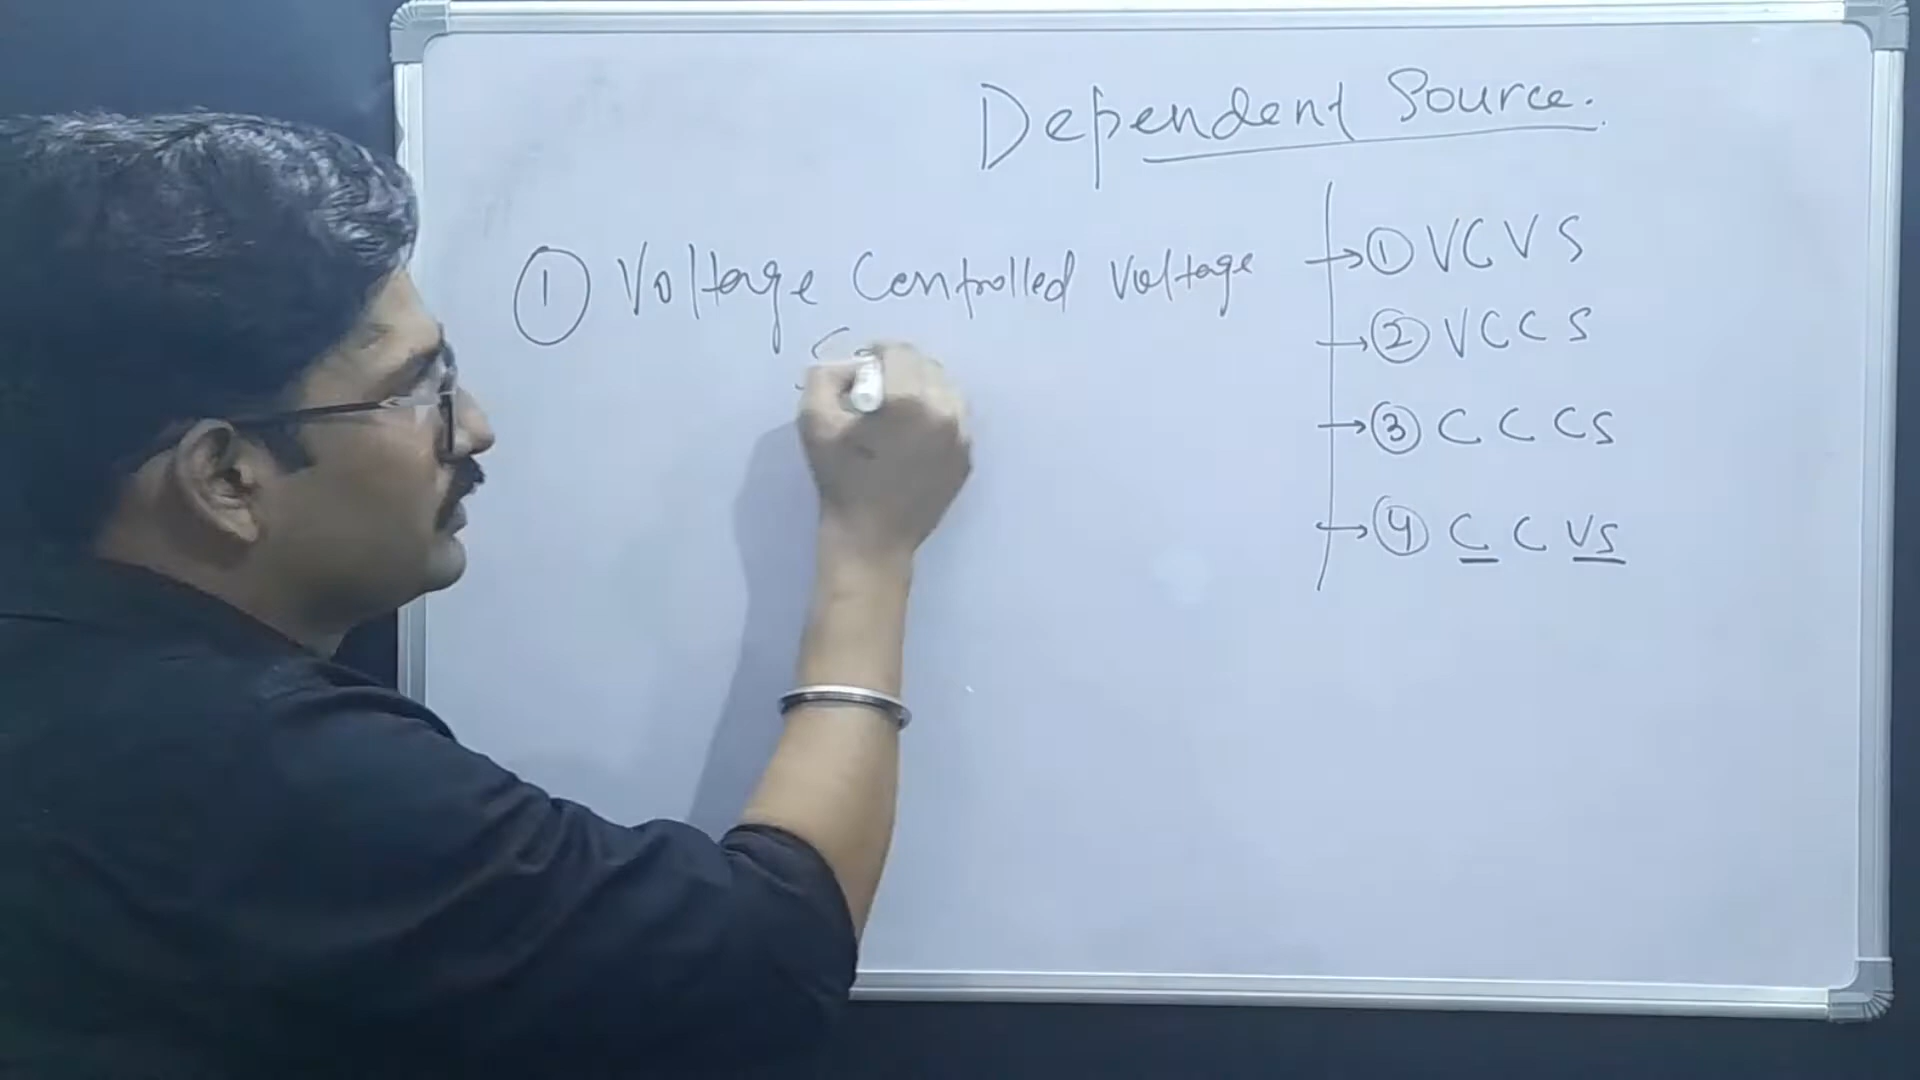 Dependent Source.
① Voltage Controlled Voltage
→ ① VCVS
→ ② VCCS
→ ③ CCCS
→ ④ CCVS